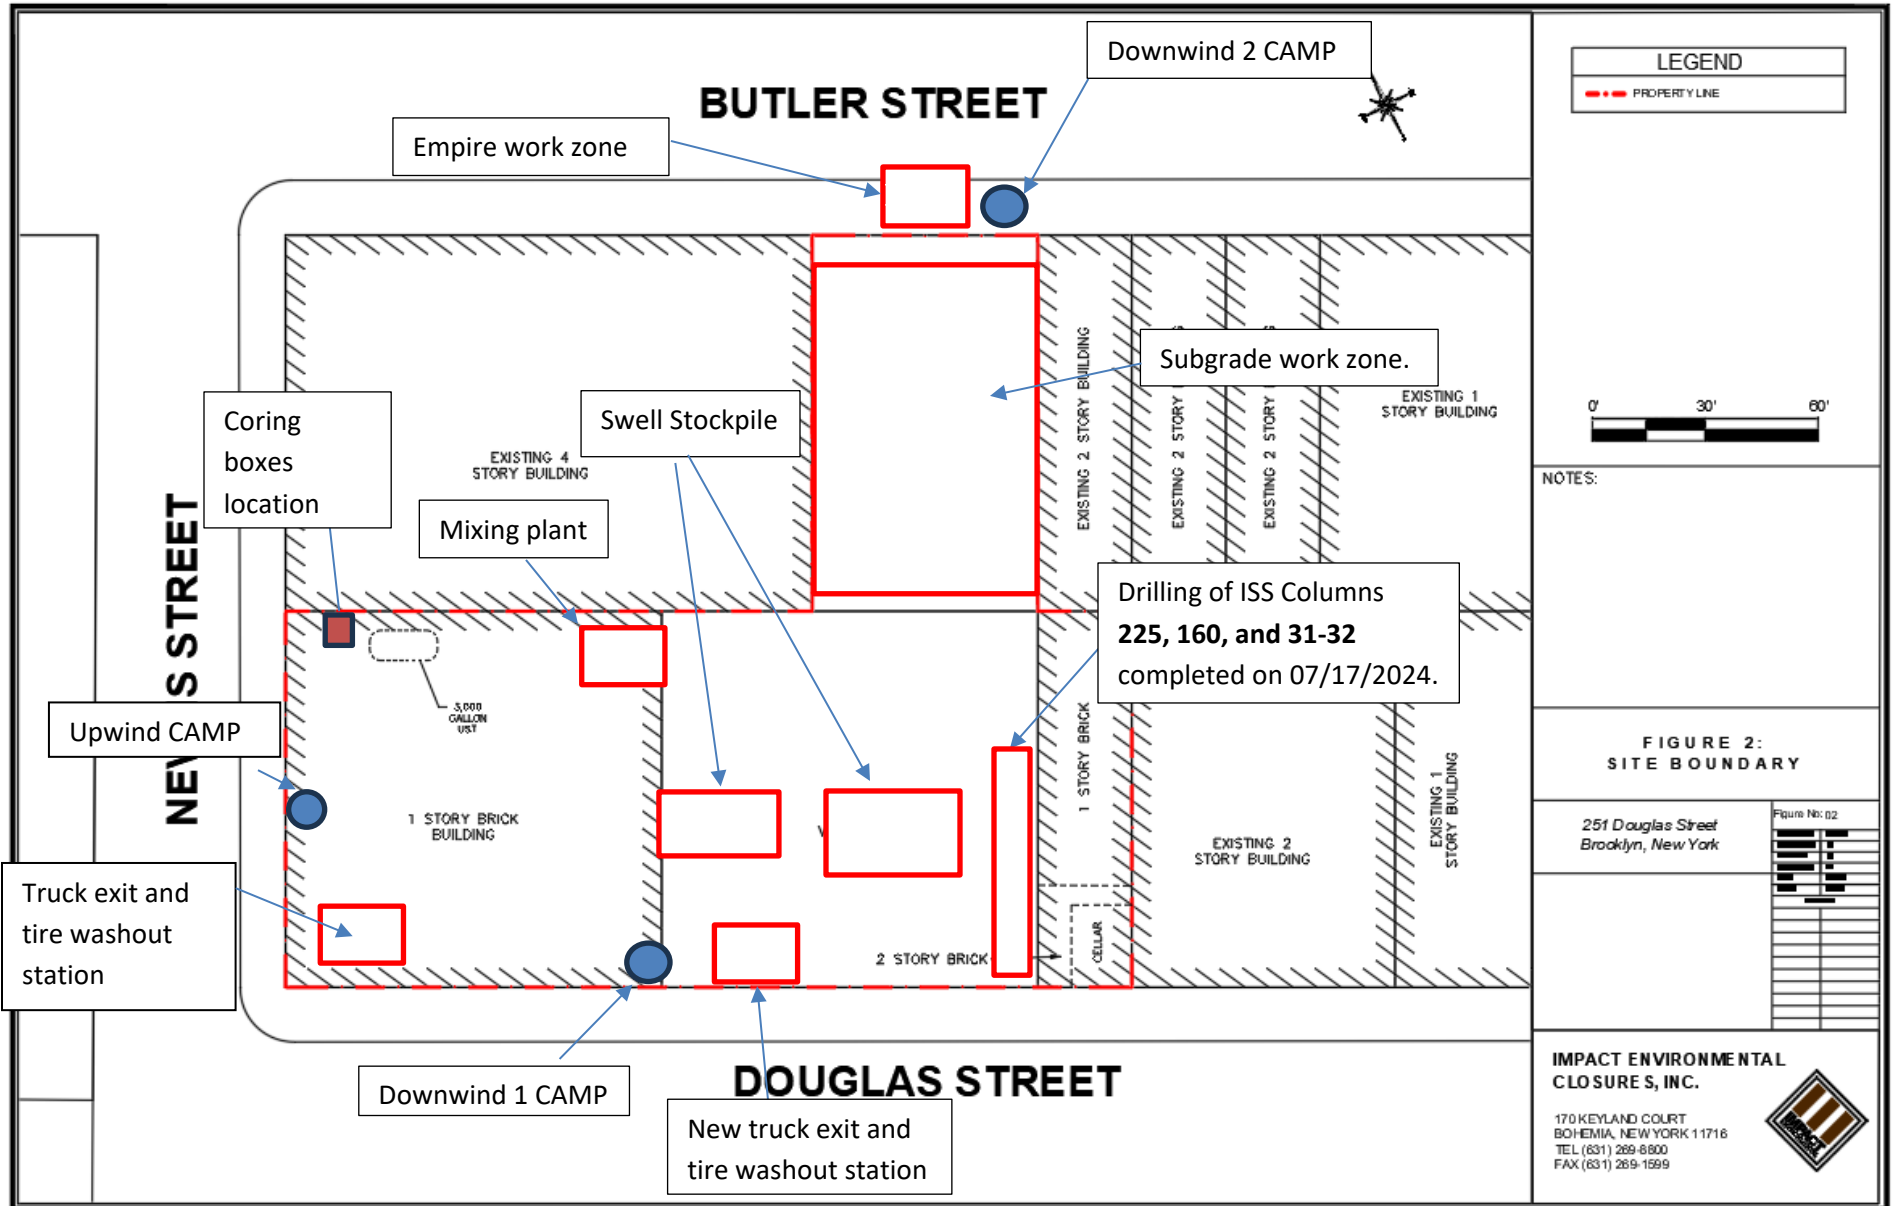 Downwind 2 CAMP
BUTLER STREET
Empire work zone
LEGEND
PROPERTY LINE
Subgrade work zone.
EXISTING 2 STORY BUILDING
EXISTING 2 STORY
EXISTING 2 STORY
EXISTING 1
STORY BUILDING
0' 30' 60'
NOTES:
Coring
boxes
location
Swell Stockpile
EXISTING 4
STORY BUILDING
Mixing plant
STREET
Drilling of ISS Columns
225, 160, and 31-32
completed on 07/17/2024.
GALLON
UST
Upwind CAMP
1 STORY BRICK
BUILDING
1 STORY BRICK
EXISTING 2
STORY BUILDING
EXISTING 1
STORY BUILDING
FIGURE 2:
SITE BOUNDARY
251 Douglas Street
Brooklyn, New York
Figure No: 02
Truck exit and
tire washout
station
2 STORY BRICK
CELLAR
Downwind 1 CAMP
DOUGLAS STREET
New truck exit and
tire washout station
IMPACT ENVIRONMENTAL
CLOSURES, INC.
170 KEYLAND COURT
BOHEMIA, NEW YORK 11716
TEL (631) 269-8800
FAX (631) 269-1599
IMPACT